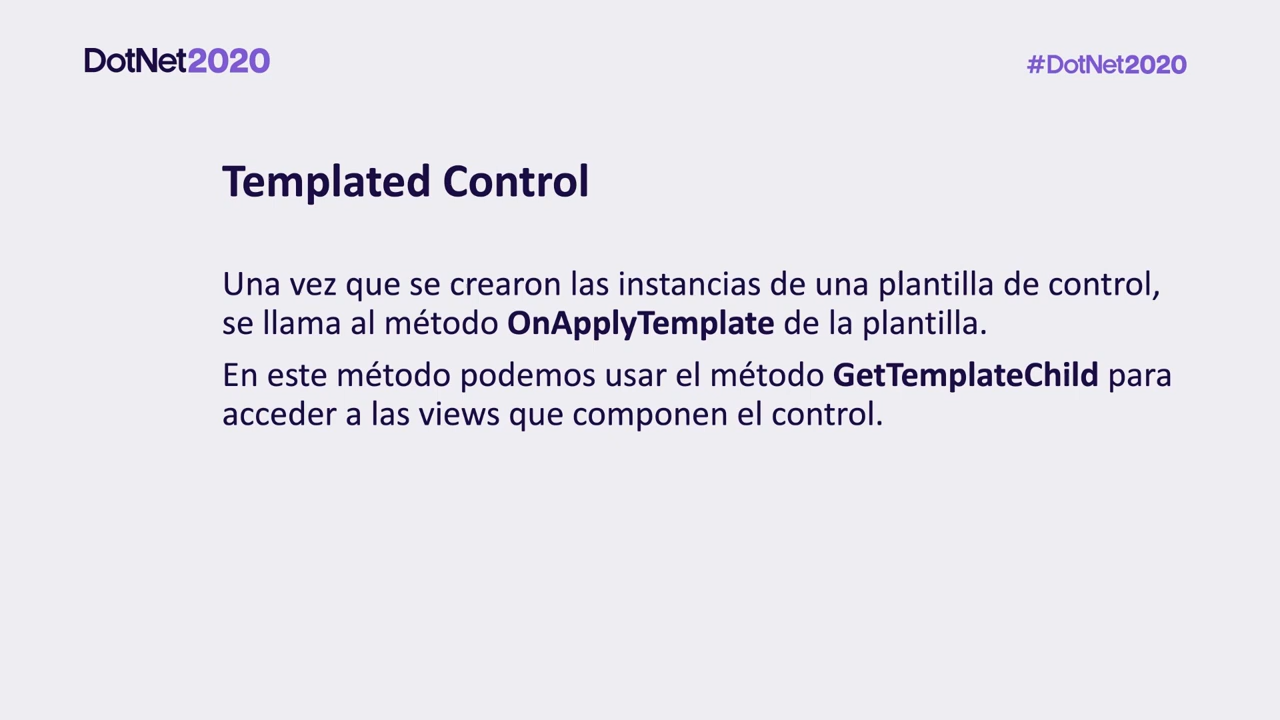 DotNet2020
#DotNet2020
Templated Control
Una vez que se crearon las instancias de una plantilla de control,
se llama al método OnApplyTemplate de la plantilla.
En este método podemos usar el método GetTemplateChild para
acceder a las views que componen el control.